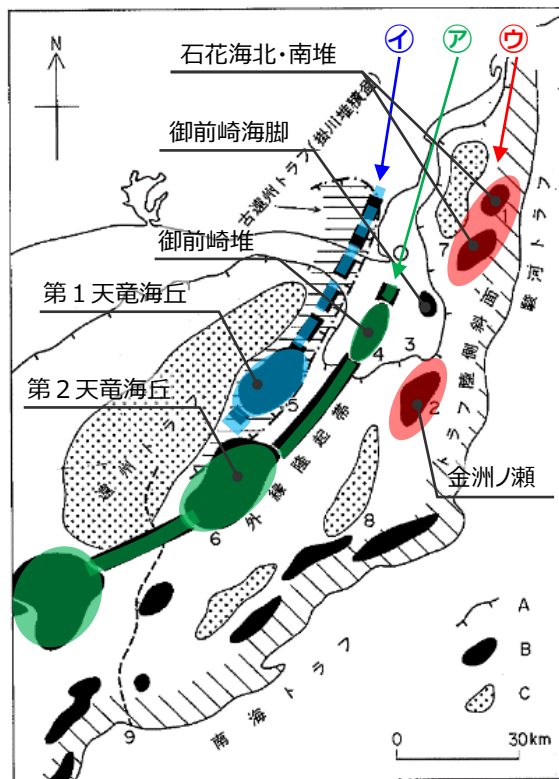 ㋑
㋐
㋒
N
石花海北・南堆
御前崎海脚
古遠州トラフ(掛川堆積盆)
御前崎堆
第1天竜海丘
第2天竜海丘
1
7
駿河トラフ
トラフ陸側斜面
3
4
5
2
遠州トラフ
外縁隆起帯
金洲ノ瀬
6
8
南海トラフ
9
A
B
C
0
30km